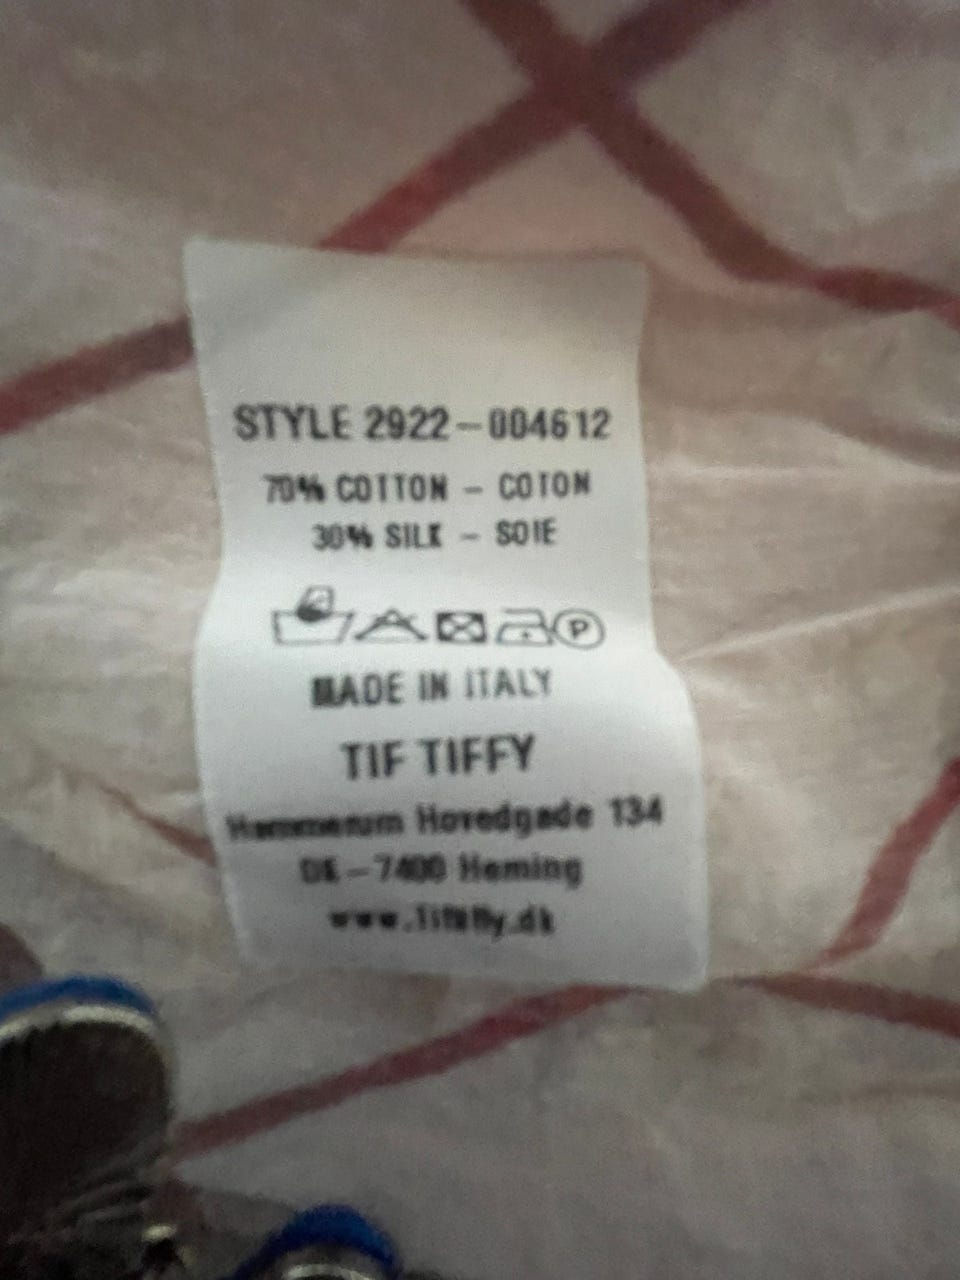 STYLE 2922-004612
70% COTTON - COTON
30% SILK - SOIE
P
MADE IN ITALY
TIF TIFFY
Hammerum Hovedgade 134
DK-7400 Herning
www.tiftiffy.dk